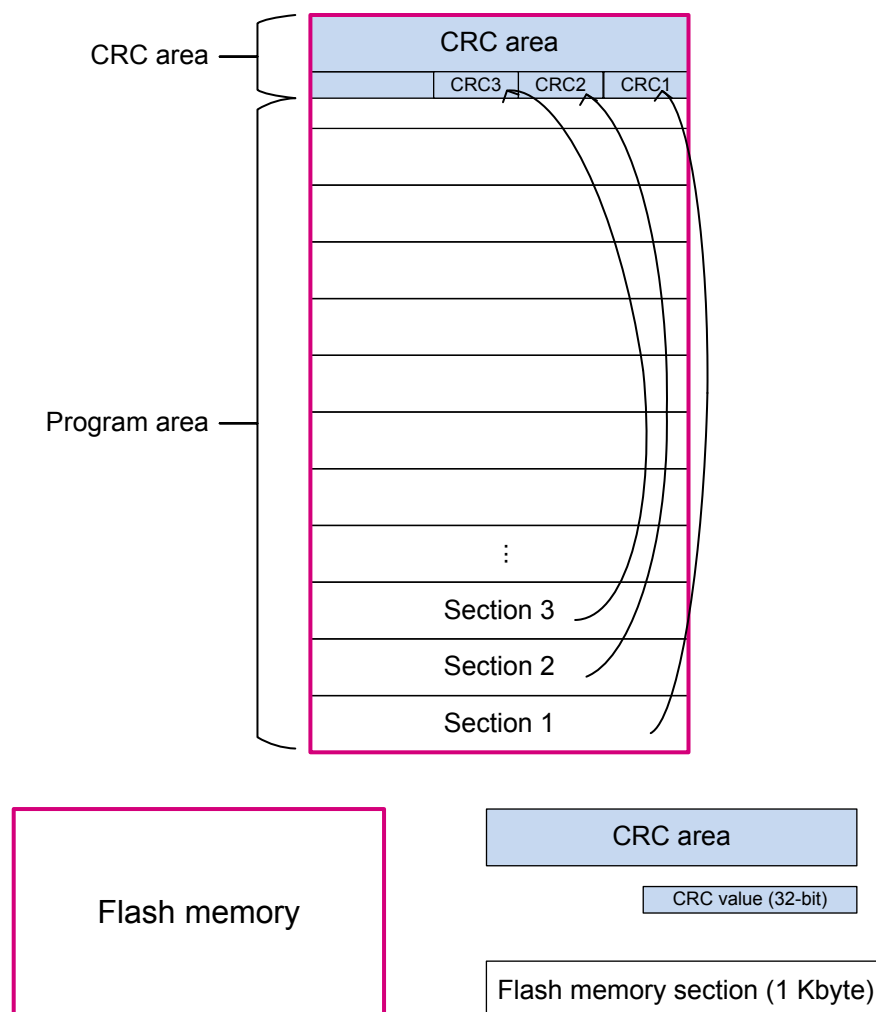 CRC area
CRC area
CRC3 CRC2 CRC1
Program area
⋮
Section 3
Section 2
Section 1
Flash memory
CRC area
CRC value (32-bit)
Flash memory section (1 Kbyte)